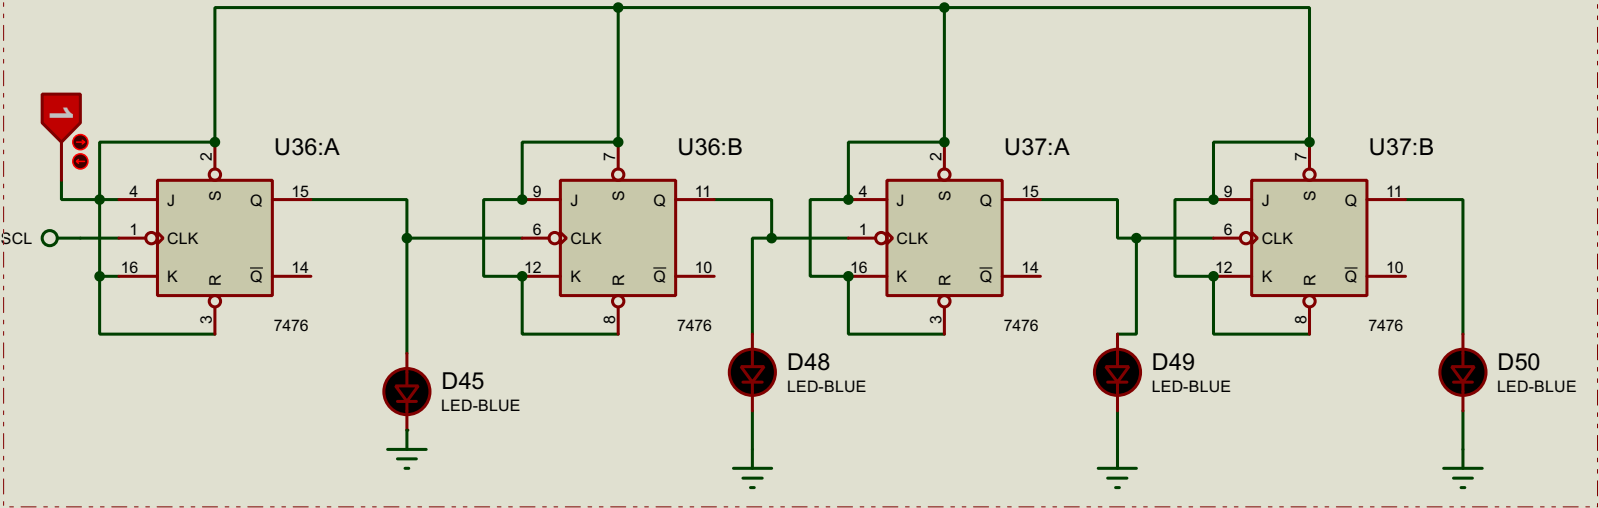 1
U36:A
U36:B
U37:A
U37:B
2
7
2
7
4
J
S
Q
15
9
J
S
Q
11
4
J
S
Q
15
9
J
S
Q
11
SCL
1
CLK
6
CLK
1
CLK
6
CLK
16
K
R
Q
14
12
K
R
Q
10
16
K
R
Q
14
12
K
R
Q
10
3
7476
8
7476
3
7476
8
7476
D45
LED-BLUE
D48
LED-BLUE
D49
LED-BLUE
D50
LED-BLUE